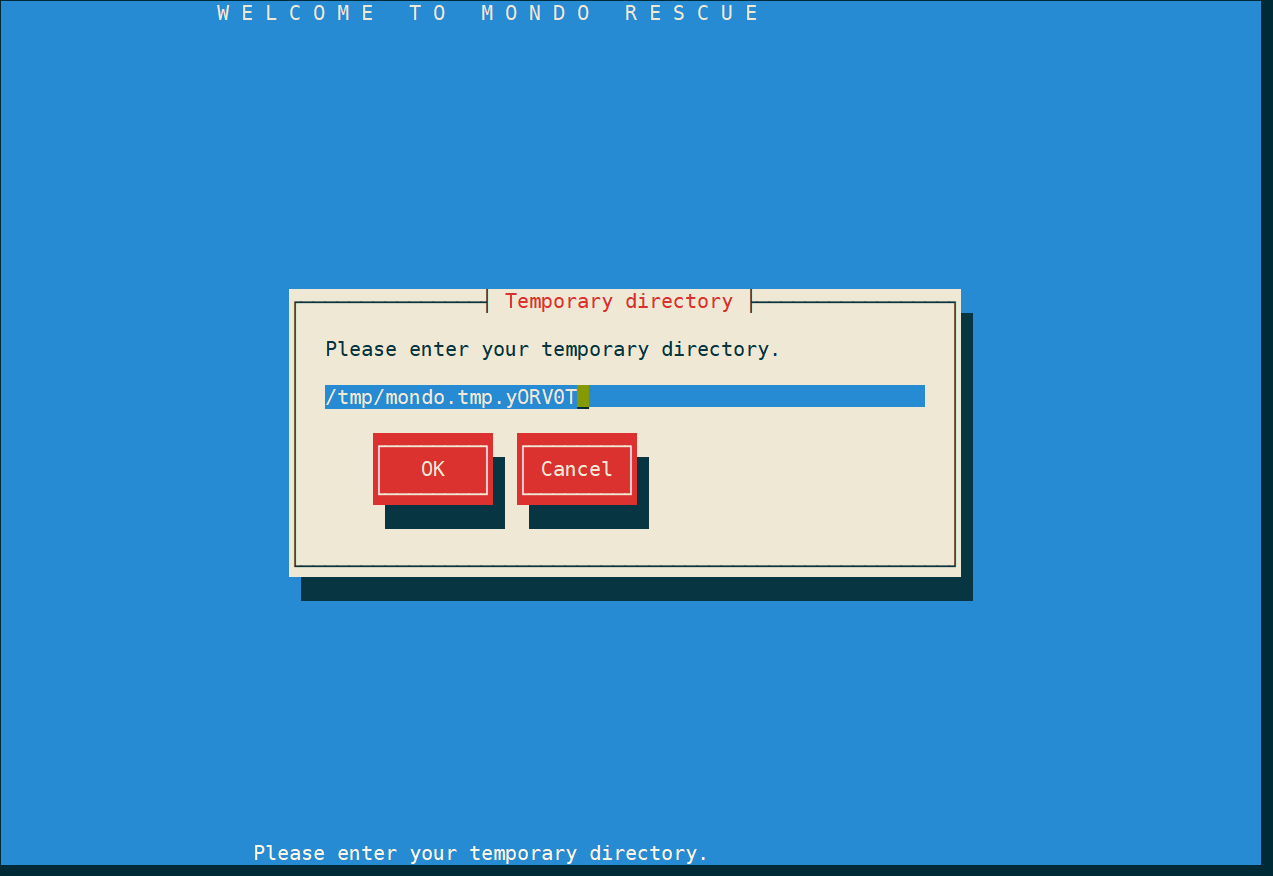 W E L C O M E   T O   M O N D O   R E S C U E
Temporary directory
Please enter your temporary directory.
/tmp/mondo.tmp.yORV0T
OK Cancel
Please enter your temporary directory.